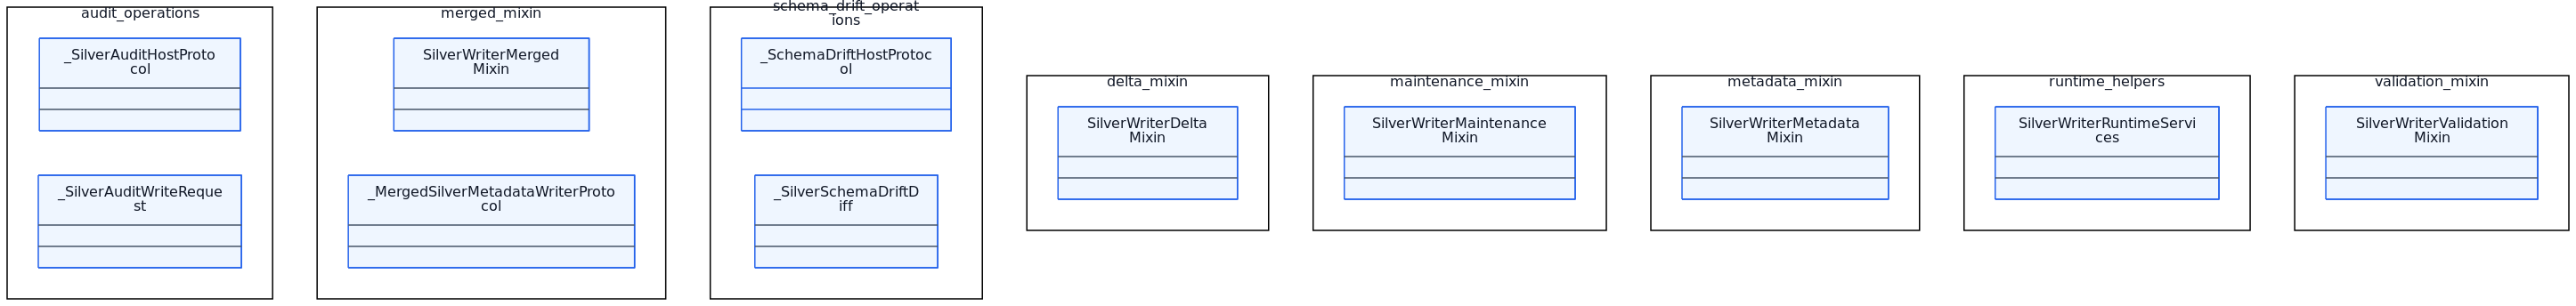 audit_operations
_SilverAuditHostProto
col
_SilverAuditWriteReque
st
merged_mixin
SilverWriterMerged
Mixin
_MergedSilverMetadataWriterProto
col
schema_drift_operat
ions
_SchemaDriftHostProtoc
ol
_SilverSchemaDriftD
iff
delta_mixin
SilverWriterDelta
Mixin
maintenance_mixin
SilverWriterMaintenance
Mixin
metadata_mixin
SilverWriterMetadata
Mixin
runtime_helpers
SilverWriterRuntimeServi
ces
validation_mixin
SilverWriterValidation
Mixin